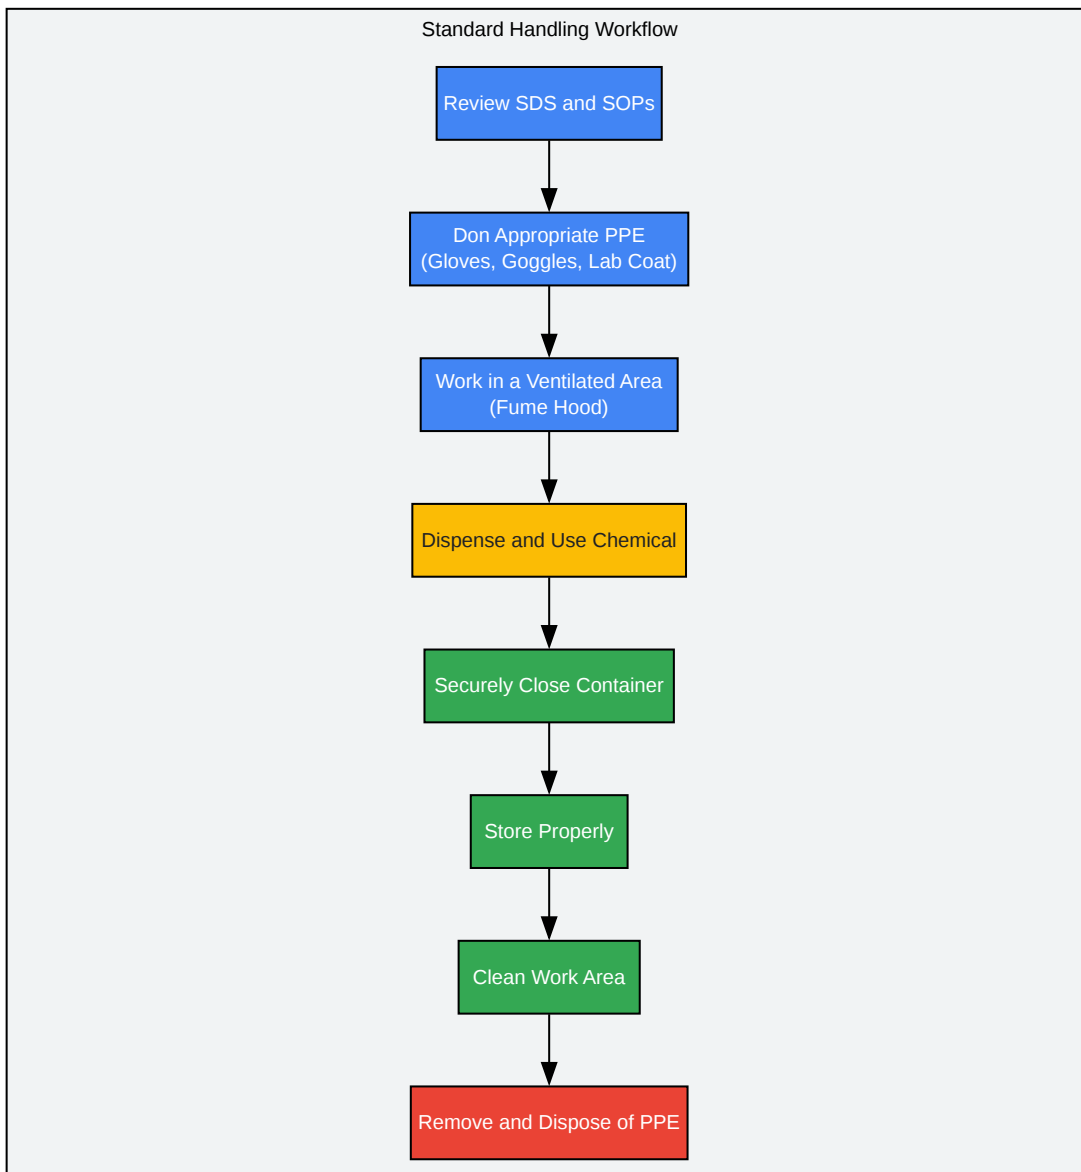 Standard Handling Workflow
Review SDS and SOPs
Don Appropriate PPE
(Gloves, Goggles, Lab Coat)
Work in a Ventilated Area
(Fume Hood)
Dispense and Use Chemical
Securely Close Container
Store Properly
Clean Work Area
Remove and Dispose of PPE